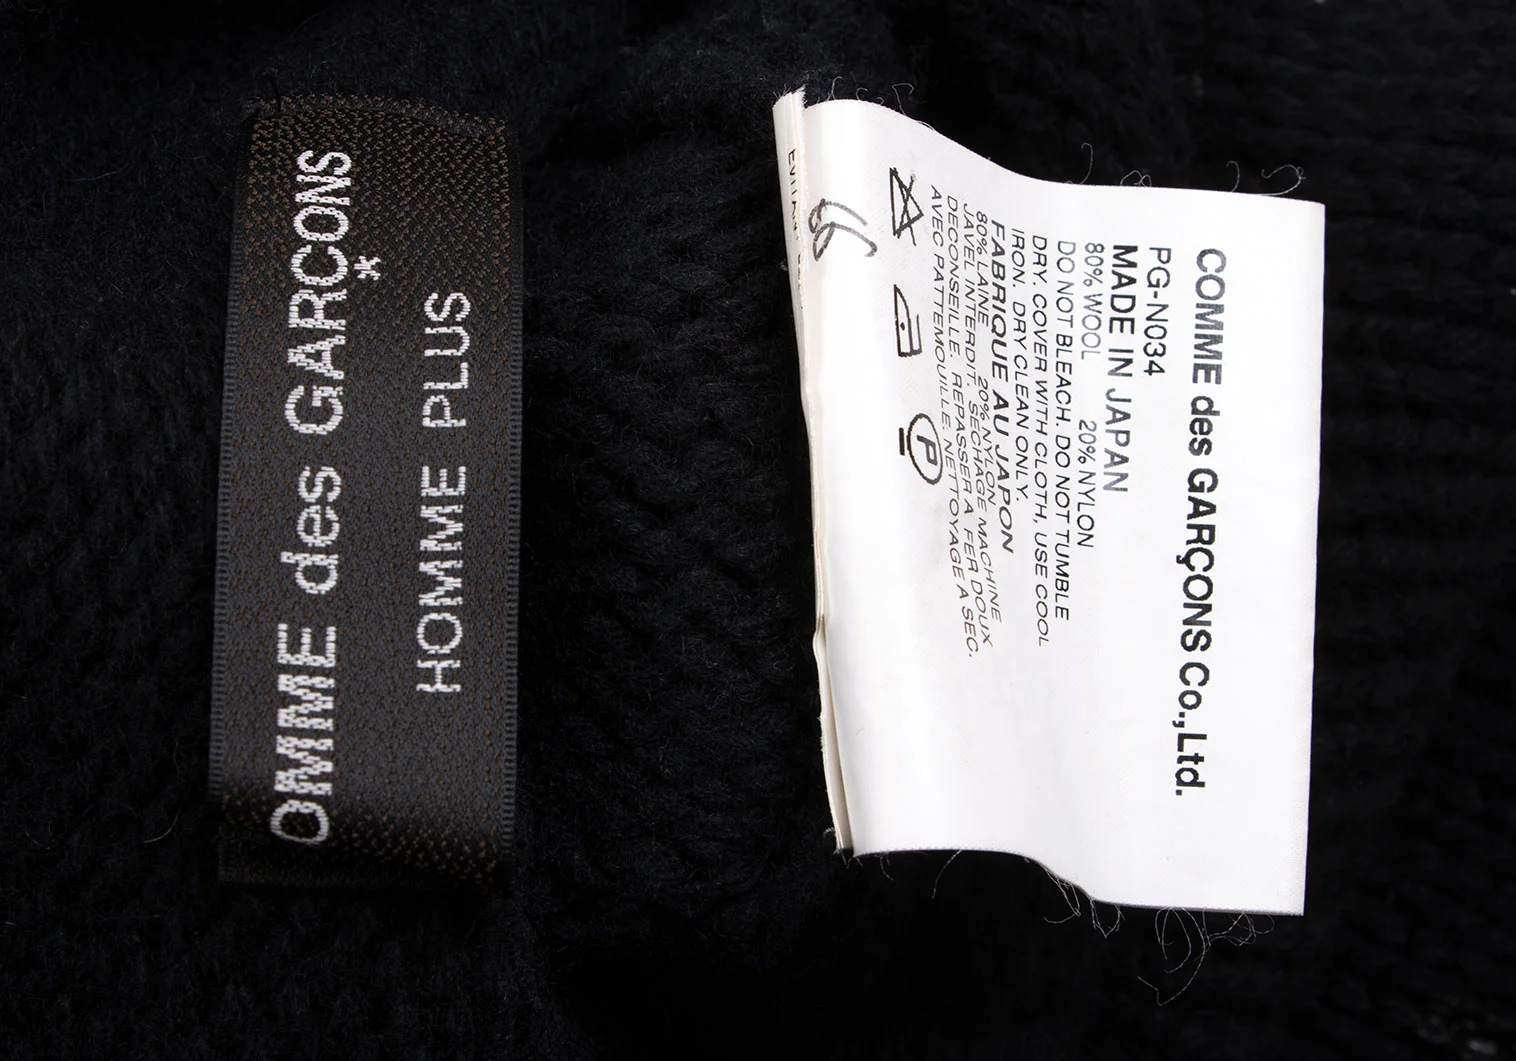 OMME des GARÇONS
*
HOMME PLUS
COMME des GARÇONS Co., Ltd.
PG-N034
MADE IN JAPAN
80% WOOL 20% NYLON
DO NOT BLEACH. DO NOT TUMBLE
DRY. COVER WITH CLOTH, USE COOL
IRON. DRY CLEAN ONLY.
FABRIQUE AU JAPON
80% LAINE 20% NYLON
JAVEL INTERDIT. SECHAGE MACHINE
DECONSEILLE. REPASSER A FER DOUX
AVEC PATTEMOUILLE. NETTOYAGE A SEC.
P